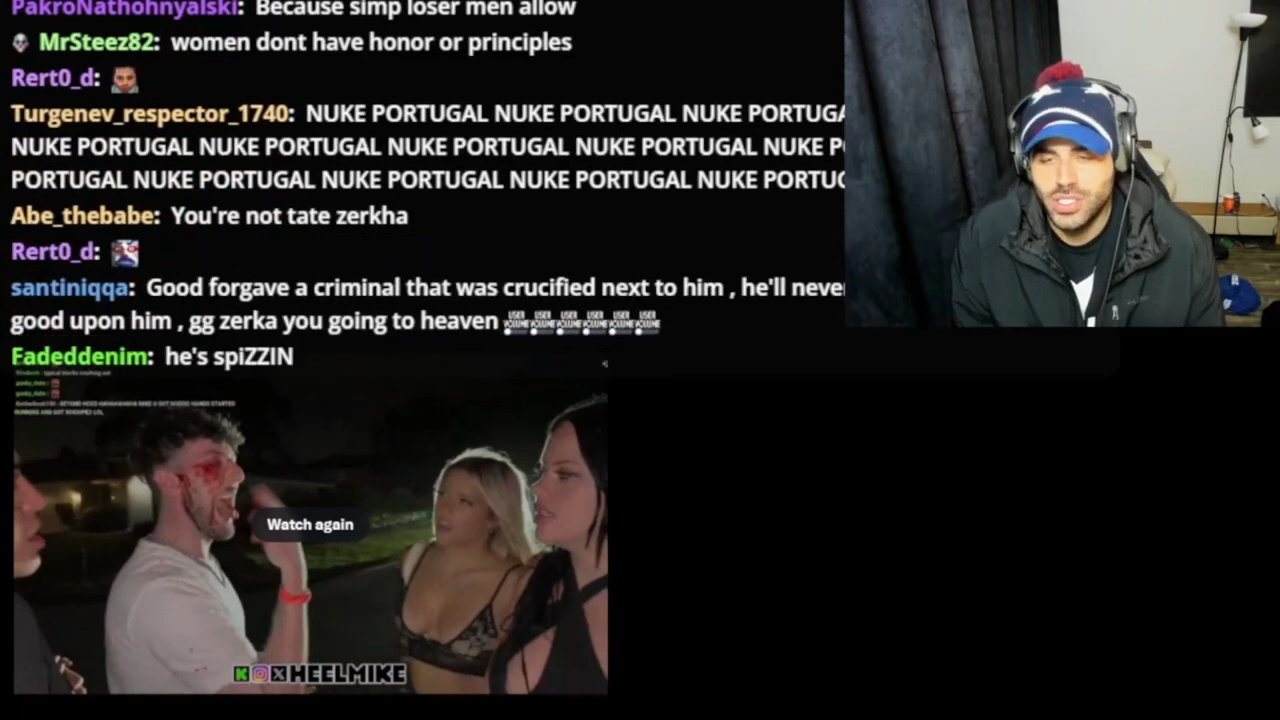 PakroNathohnyalski: Because simp loser men allow
MrSteez82: women dont have honor or principles
Rert0_d:
Turgenev_respector_1740: NUKE PORTUGAL NUKE PORTUGAL NUKE PORTUGA
NUKE PORTUGAL NUKE PORTUGAL NUKE PORTUGAL NUKE PORTUGAL NUKE P
PORTUGAL NUKE PORTUGAL NUKE PORTUGAL NUKE PORTUGAL NUKE PORTUG
Abe_thebabe: You're not tate zerkha
Rert0_d:
santiniqqa: Good forgave a criminal that was crucified next to him , he'll never
good upon him , gg zerka you going to heaven
Fadeddenim: he's spiZZIN
Watch again
HEELMIKE